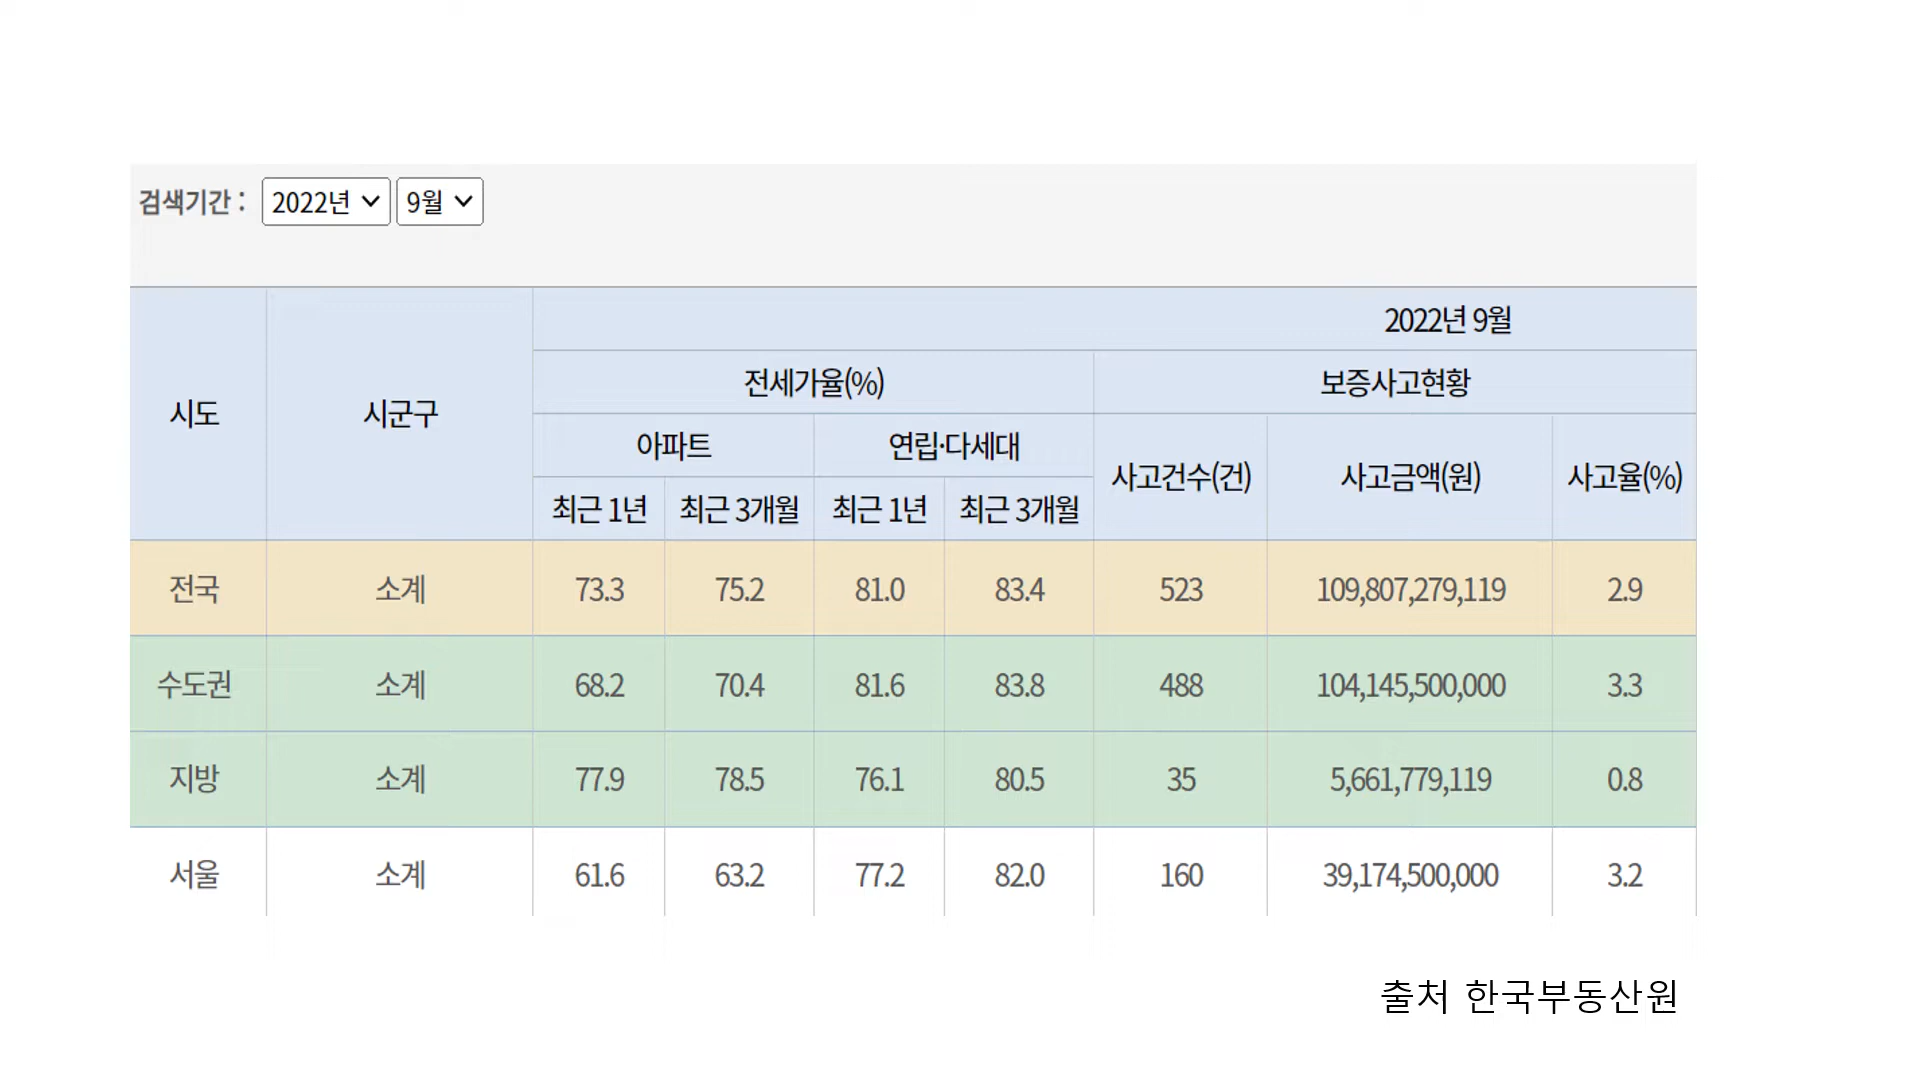 검색기간 : 2022년 9월
2022년 9월
시도 시군구 전세가율(%) 보증사고현황
아파트 연립·다세대 사고건수(건) 사고금액(원) 사고율(%)
최근 1년 최근 3개월 최근 1년 최근 3개월
전국 소계 73.3 75.2 81.0 83.4 523 109,807,279,119 2.9
수도권 소계 68.2 70.4 81.6 83.8 488 104,145,500,000 3.3
지방 소계 77.9 78.5 76.1 80.5 35 5,661,779,119 0.8
서울 소계 61.6 63.2 77.2 82.0 160 39,174,500,000 3.2
출처 한국부동산원